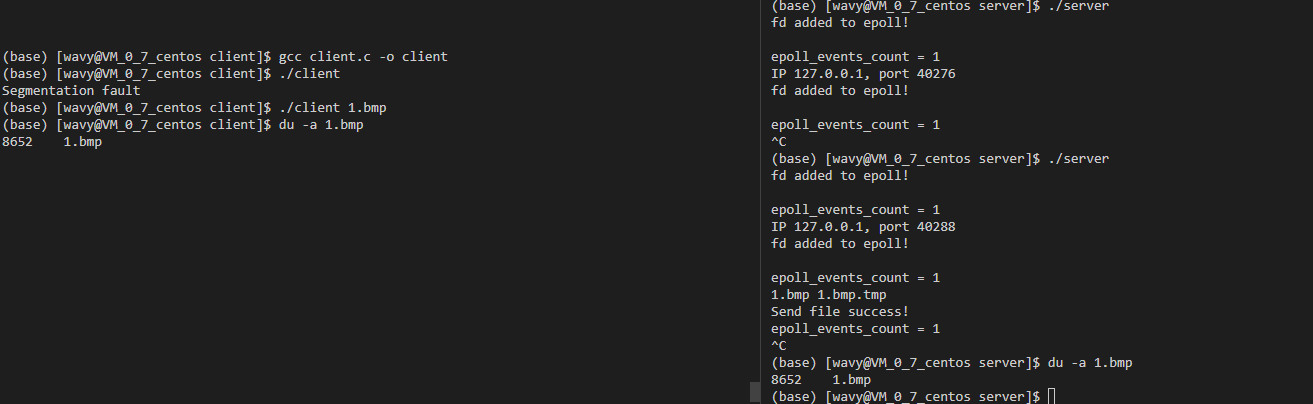 (base) [wavy@VM_0_7_centos client]$ gcc client.c -o client
(base) [wavy@VM_0_7_centos client]$ ./client
Segmentation fault
(base) [wavy@VM_0_7_centos client]$ ./client 1.bmp
(base) [wavy@VM_0_7_centos client]$ du -a 1.bmp
8652    1.bmp
(base) [wavy@VM_0_7_centos server]$ ./server
fd added to epoll!
epoll_events_count = 1
IP 127.0.0.1, port 40276
fd added to epoll!
epoll_events_count = 1
^C
(base) [wavy@VM_0_7_centos server]$ ./server
fd added to epoll!
epoll_events_count = 1
IP 127.0.0.1, port 40288
fd added to epoll!
epoll_events_count = 1
1.bmp 1.bmp.tmp
Send file success!
epoll_events_count = 1
^C
(base) [wavy@VM_0_7_centos server]$ du -a 1.bmp
8652    1.bmp
(base) [wavy@VM_0_7_centos server]$